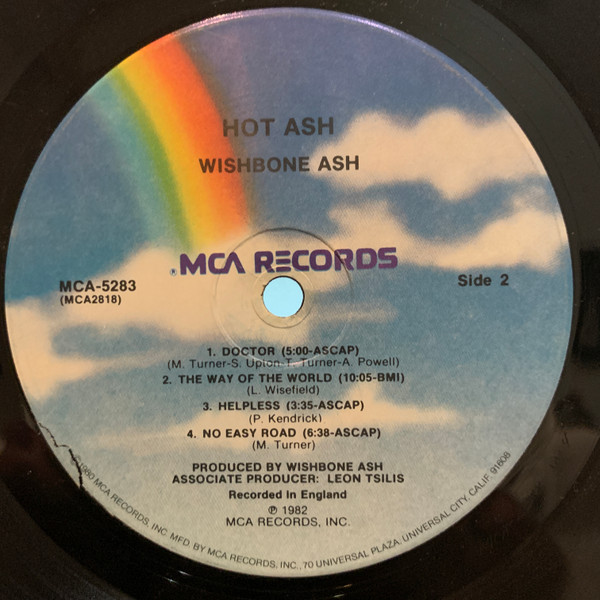 HOT ASH
WISHBONE ASH
® MCA RECORDS
MCA-5283
(MCA2818)
Side 2
1. DOCTOR (5:00-ASCAP)
(M. Turner-S. Upton-T. Turner-A. Powell)
2. THE WAY OF THE WORLD (10:05-BMI)
(L. Wisefield)
3. HELPLESS (3:35-ASCAP)
(P. Kendrick)
4. NO EASY ROAD (6:38-ASCAP)
(M. Turner)
PRODUCED BY WISHBONE ASH
ASSOCIATE PRODUCER: LEON TSILIS
Recorded in England
℗ 1982
MCA RECORDS, INC.
©1980 MCA RECORDS, INC. MFD. BY MCA RECORDS, INC., 70 UNIVERSAL PLAZA, UNIVERSAL CITY, CALIF. 91608